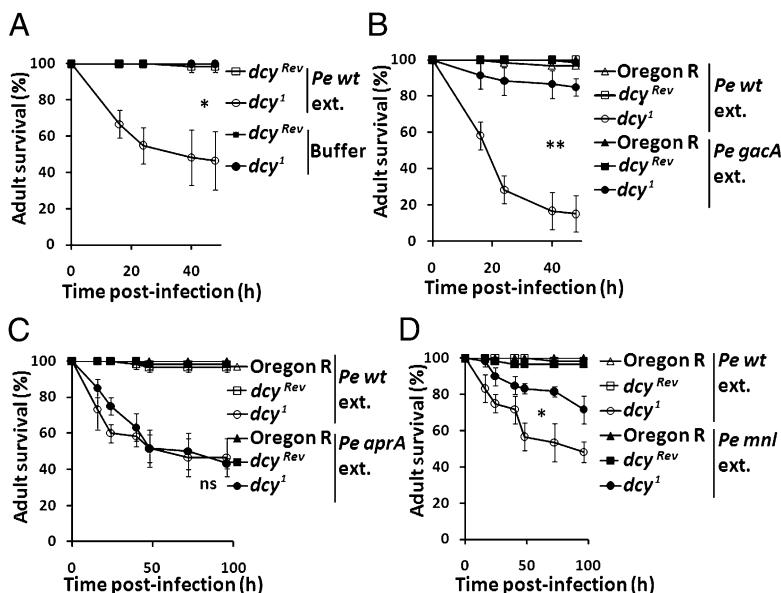 A
Adult survival (%)
100
80
60
40
20
0
0 20 40
Time post-infection (h)
*
dcy Rev
dcy 1
Pe wt
ext.
dcy Rev
dcy 1
Buffer
B
Adult survival (%)
100
80
60
40
20
0
0 20 40
Time post-infection (h)
**
Oregon R
dcy Rev
dcy 1
Pe wt
ext.
Oregon R
dcy Rev
dcy 1
Pe gacA
ext.
C
Adult survival (%)
100
80
60
40
20
0
0 50 100
Time post-infection (h)
ns
Oregon R
dcy Rev
dcy 1
Pe wt
ext.
Oregon R
dcy Rev
dcy 1
Pe aprA
ext.
D
Adult survival (%)
100
80
60
40
20
0
0 50 100
Time post-infection (h)
*
Oregon R
dcy Rev
dcy 1
Pe wt
ext.
Oregon R
dcy Rev
dcy 1
Pe mnl
ext.